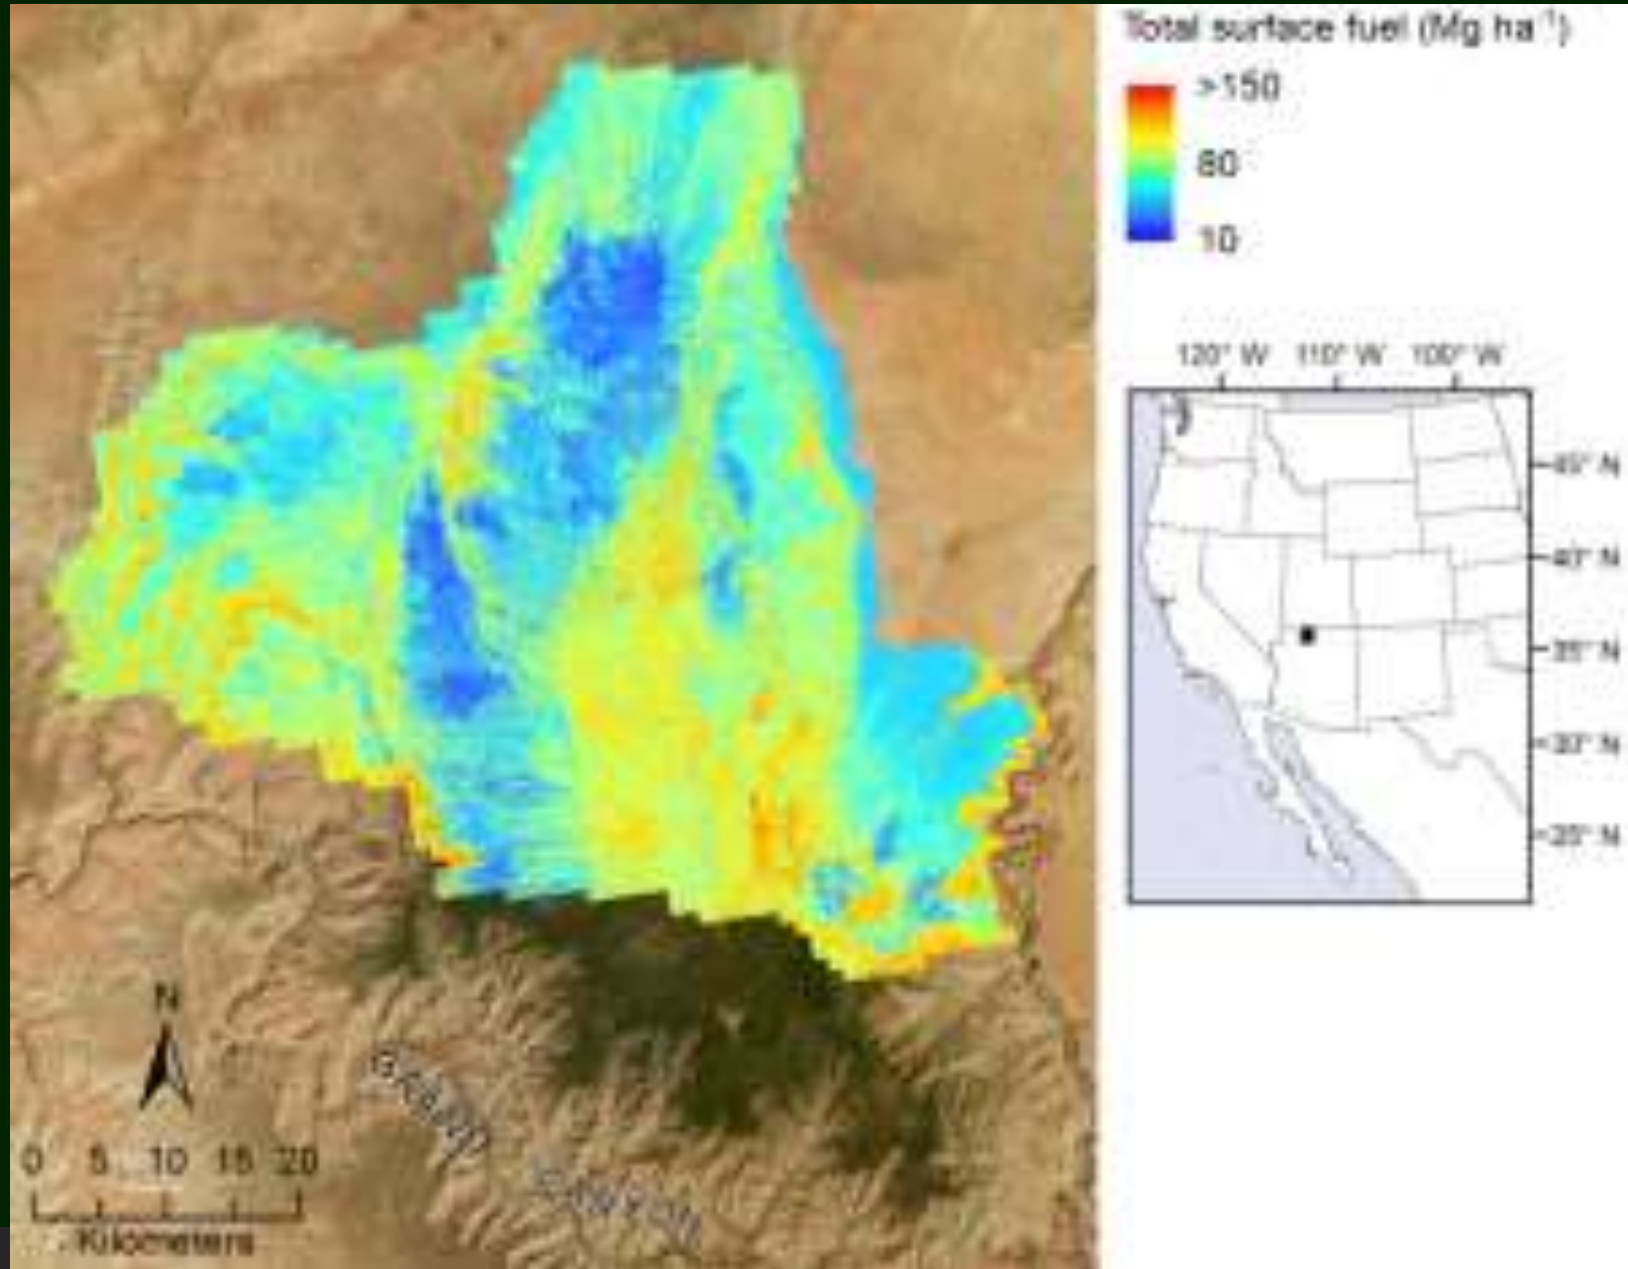 Total surface fuel (Mg ha⁻¹)
>150
80
10
120° W 110° W 100° W
45° N
40° N
35° N
30° N
25° N
N
GRAND
CANYON
0 5 10 15 20
Kilometers